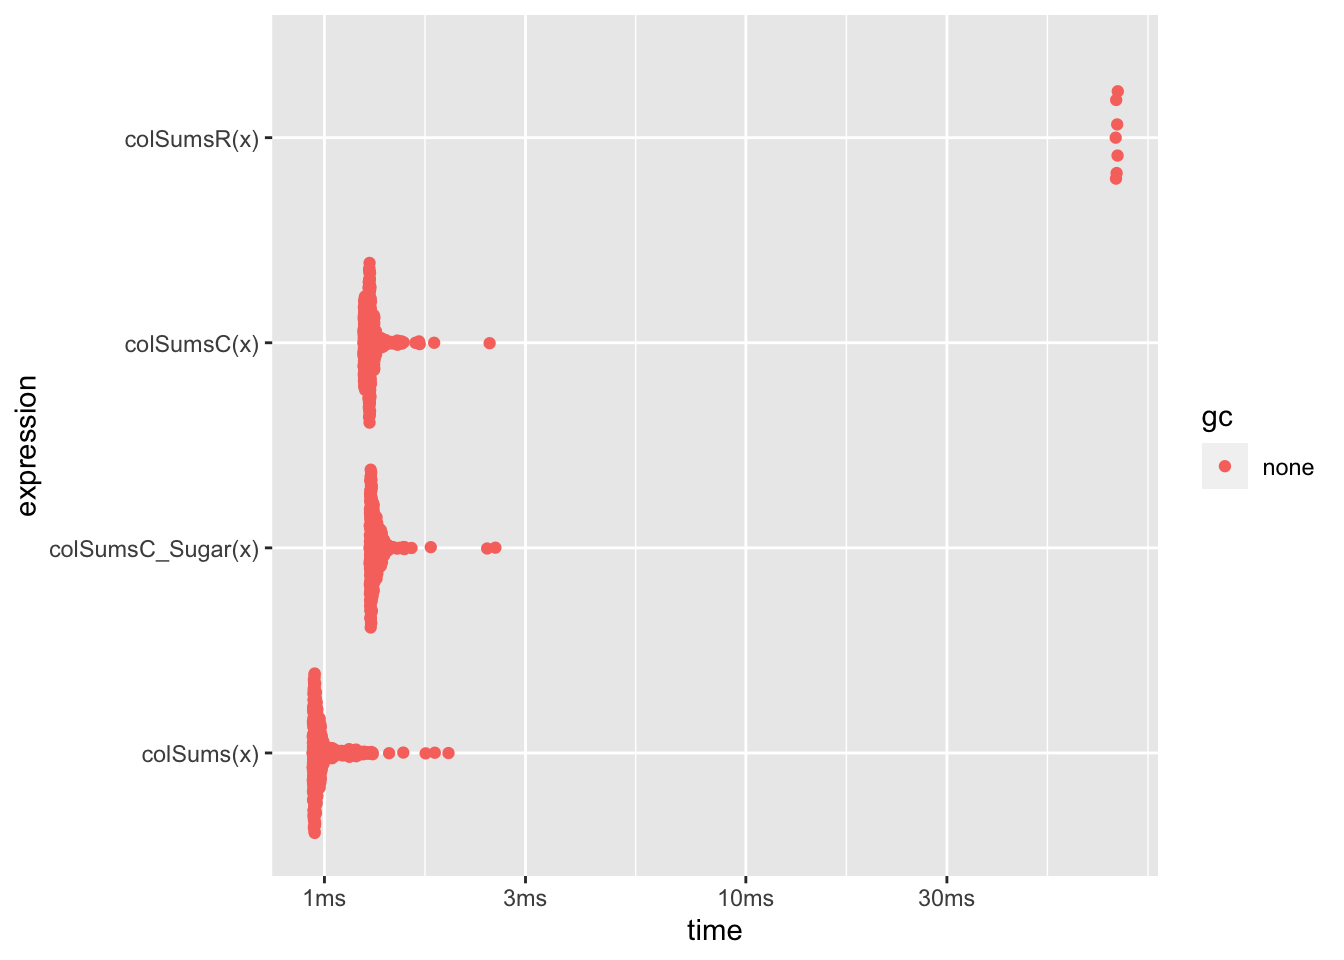 colSumsR(x)
colSumsC(x)
colSumsC_Sugar(x)
colSums(x)
expression
1ms 3ms 10ms 30ms
time
gc
none